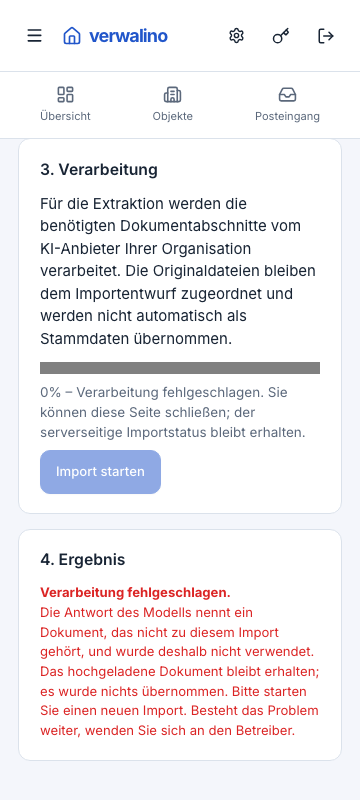 verwalino
Übersicht
Objekte
Posteingang
3. Verarbeitung
Für die Extraktion werden die
benötigten Dokumentabschnitte vom
KI-Anbieter Ihrer Organisation
verarbeitet. Die Originaldateien bleiben
dem Importentwurf zugeordnet und
werden nicht automatisch als
Stammdaten übernommen.
0% – Verarbeitung fehlgeschlagen. Sie
können diese Seite schließen; der
serverseitige Importstatus bleibt erhalten.
Import starten
4. Ergebnis
Verarbeitung fehlgeschlagen.
Die Antwort des Modells nennt ein
Dokument, das nicht zu diesem Import
gehört, und wurde deshalb nicht verwendet.
Das hochgeladene Dokument bleibt erhalten;
es wurde nichts übernommen. Bitte starten
Sie einen neuen Import. Besteht das Problem
weiter, wenden Sie sich an den Betreiber.